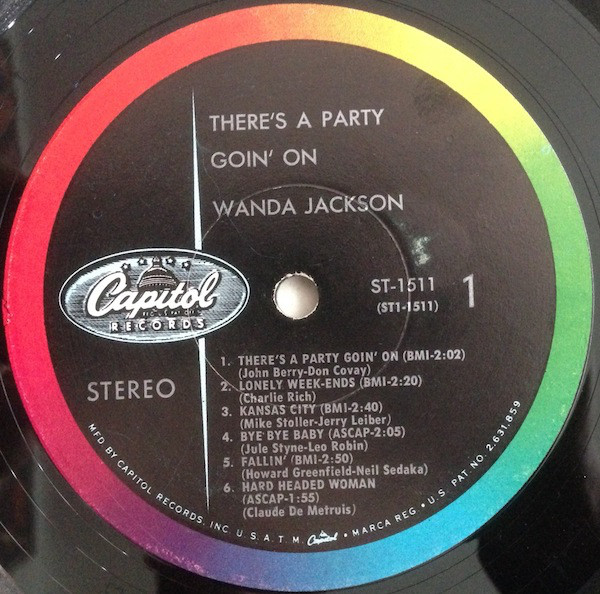 THERE'S A PARTY
GOIN' ON
WANDA JACKSON
Capitol
RECORDS
ST-1511
(ST1-1511)
1
STEREO
1. THERE'S A PARTY GOIN' ON (BMI-2:02)
(John Berry-Don Covay)
2. LONELY WEEK-ENDS (BMI-2:20)
(Charlie Rich)
3. KANSAS CITY (BMI-2:40)
(Mike Stoller-Jerry Leiber)
4. BYE BYE BABY (ASCAP-2:05)
(Jule Styne-Leo Robin)
5. FALLIN' (BMI-2:50)
(Howard Greenfield-Neil Sedaka)
6. HARD HEADED WOMAN
(ASCAP-1:55)
(Claude De Metruis)
MFD. BY CAPITOL RECORDS, INC. U.S.A. T.M. Capitol • MARCA REG. • U.S. PAT. NO. 2,631,859